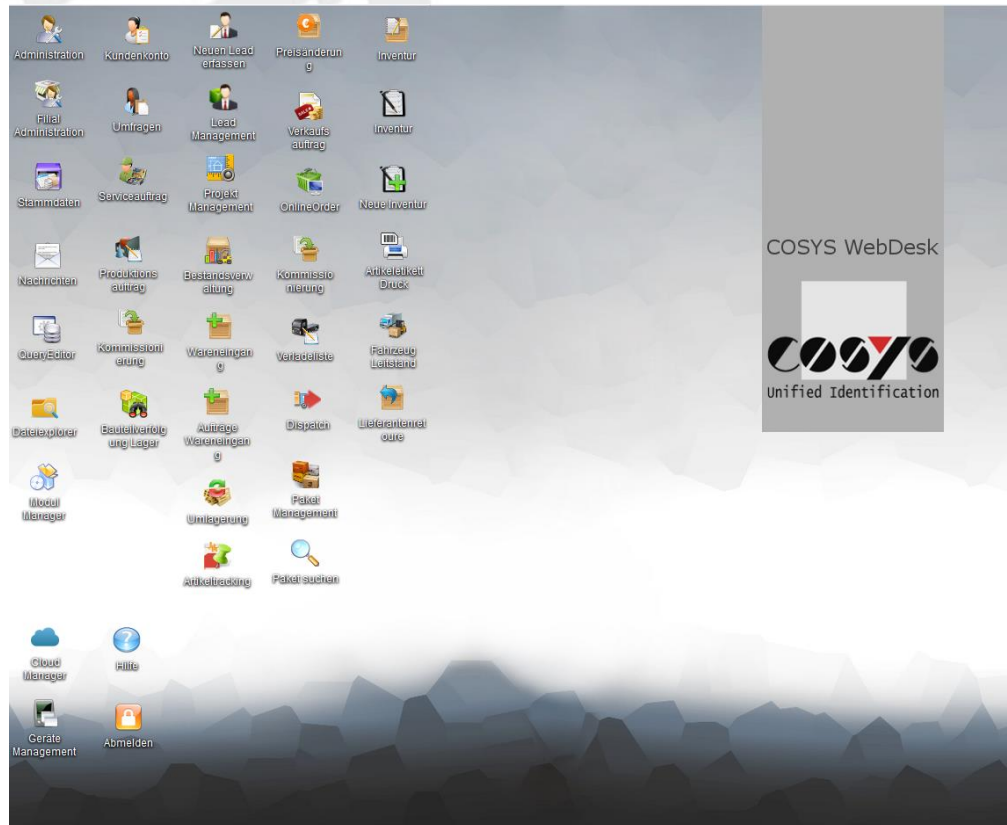 Administration
Kundenkonto
Neuen Lead
erfassen
Preisänderun
g
Inventur
Filial
Administration
Umfragen
Lead
Management
Verkaufs
auftrag
Inventur
Stammdaten
Serviceauftrag
Projekt
Management
OnlineOrder
Neue Inventur
Nachrichten
Produktions
auftrag
Bestandsverw
altung
Kommissio
nierung
Artikeletikett
Druck
COSYS WebDesk
QueryEditor
Kommissioni
erung
Wareneingan
g
Verladeliste
Fahrzeug
Leitstand
COSYS
Unified Identification
Dateiexplorer
Bauteilverfolg
ung Lager
Aufträge
Wareneingan
g
Dispatch
Lieferantenret
oure
Modul
Manager
Umlagerung
Paket
Management
Artikeltracking
Paket suchen
Cloud
Manager
Hilfe
Geräte
Management
Abmelden